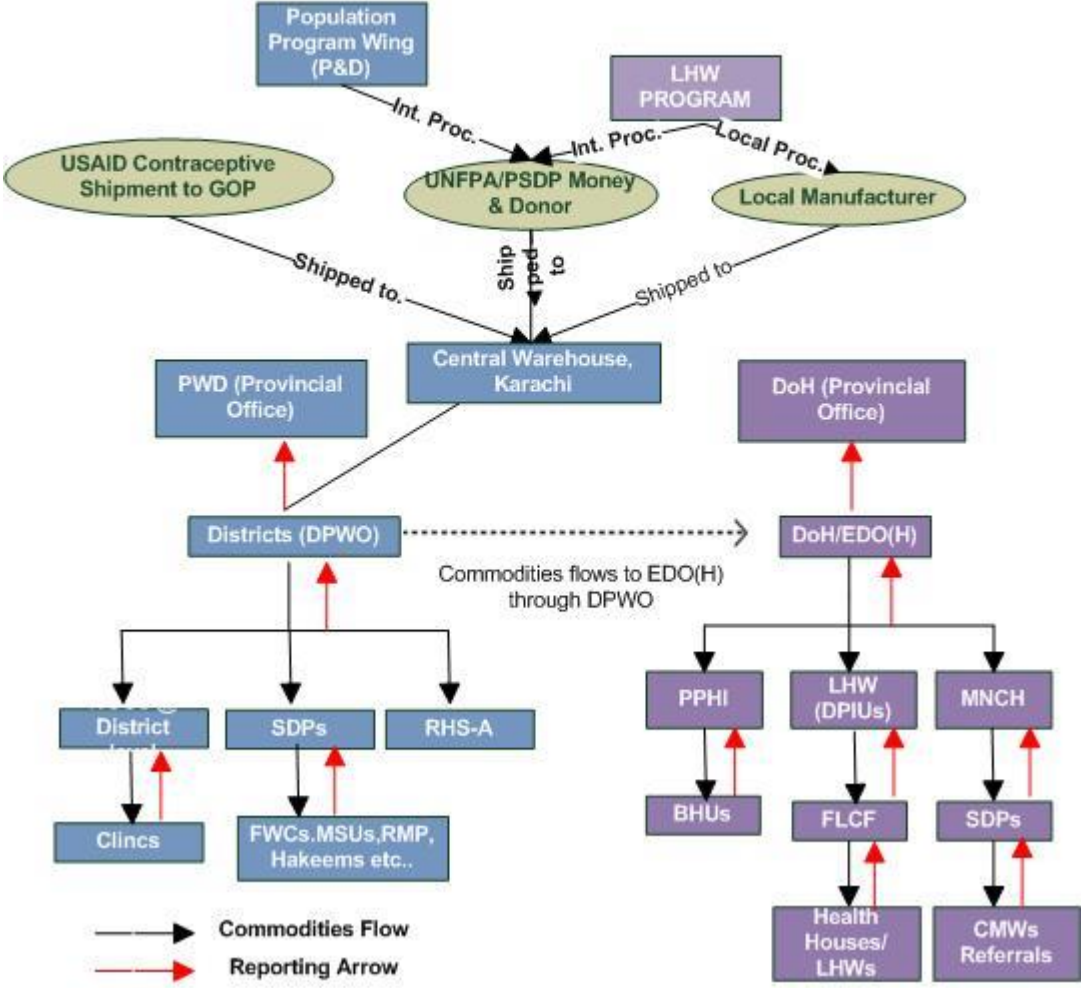 Population
Program Wing
(P&D)
LHW
PROGRAM
Int. Proc.
Int. Proc.
Local Proc.
USAID Contraceptive
Shipment to GOP
UNFPA/PSDP Money
& Donor
Local Manufacturer
Shipped to.
Ship
ped
to
Shipped to
Central Warehouse,
Karachi
PWD (Provincial
Office)
DoH (Provincial
Office)
Districts (DPWO)
DoH/EDO(H)
Commodities flows to EDO(H)
through DPWO
District
SDPs
RHS-A
PPHI
LHW
(DPIUs)
MNCH
Clincs
FWCs.MSUs,RMP,
Hakeems etc..
BHUs
FLCF
SDPs
Health
Houses/
LHWs
CMWs
Referrals
Commodities Flow
Reporting Arrow